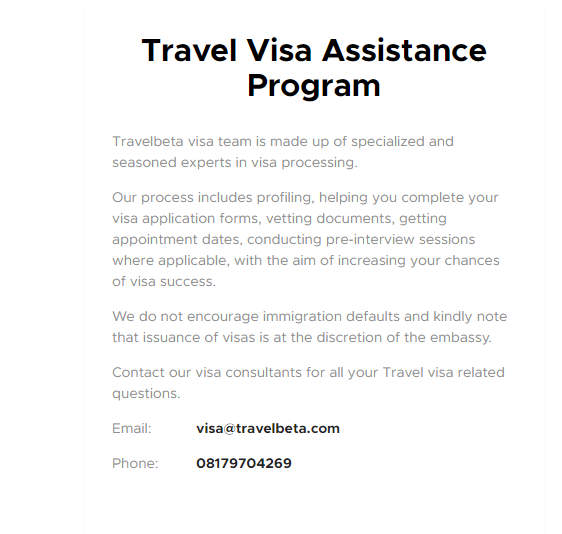 Travel Visa Assistance
Program
Travelbeta visa team is made up of specialized and
seasoned experts in visa processing.
Our process includes profiling, helping you complete your
visa application forms, vetting documents, getting
appointment dates, conducting pre-interview sessions
where applicable, with the aim of increasing your chances
of visa success.
We do not encourage immigration defaults and kindly note
that issuance of visas is at the discretion of the embassy.
Contact our visa consultants for all your Travel visa related
questions.
Email: visa@travelbeta.com
Phone: 08179704269